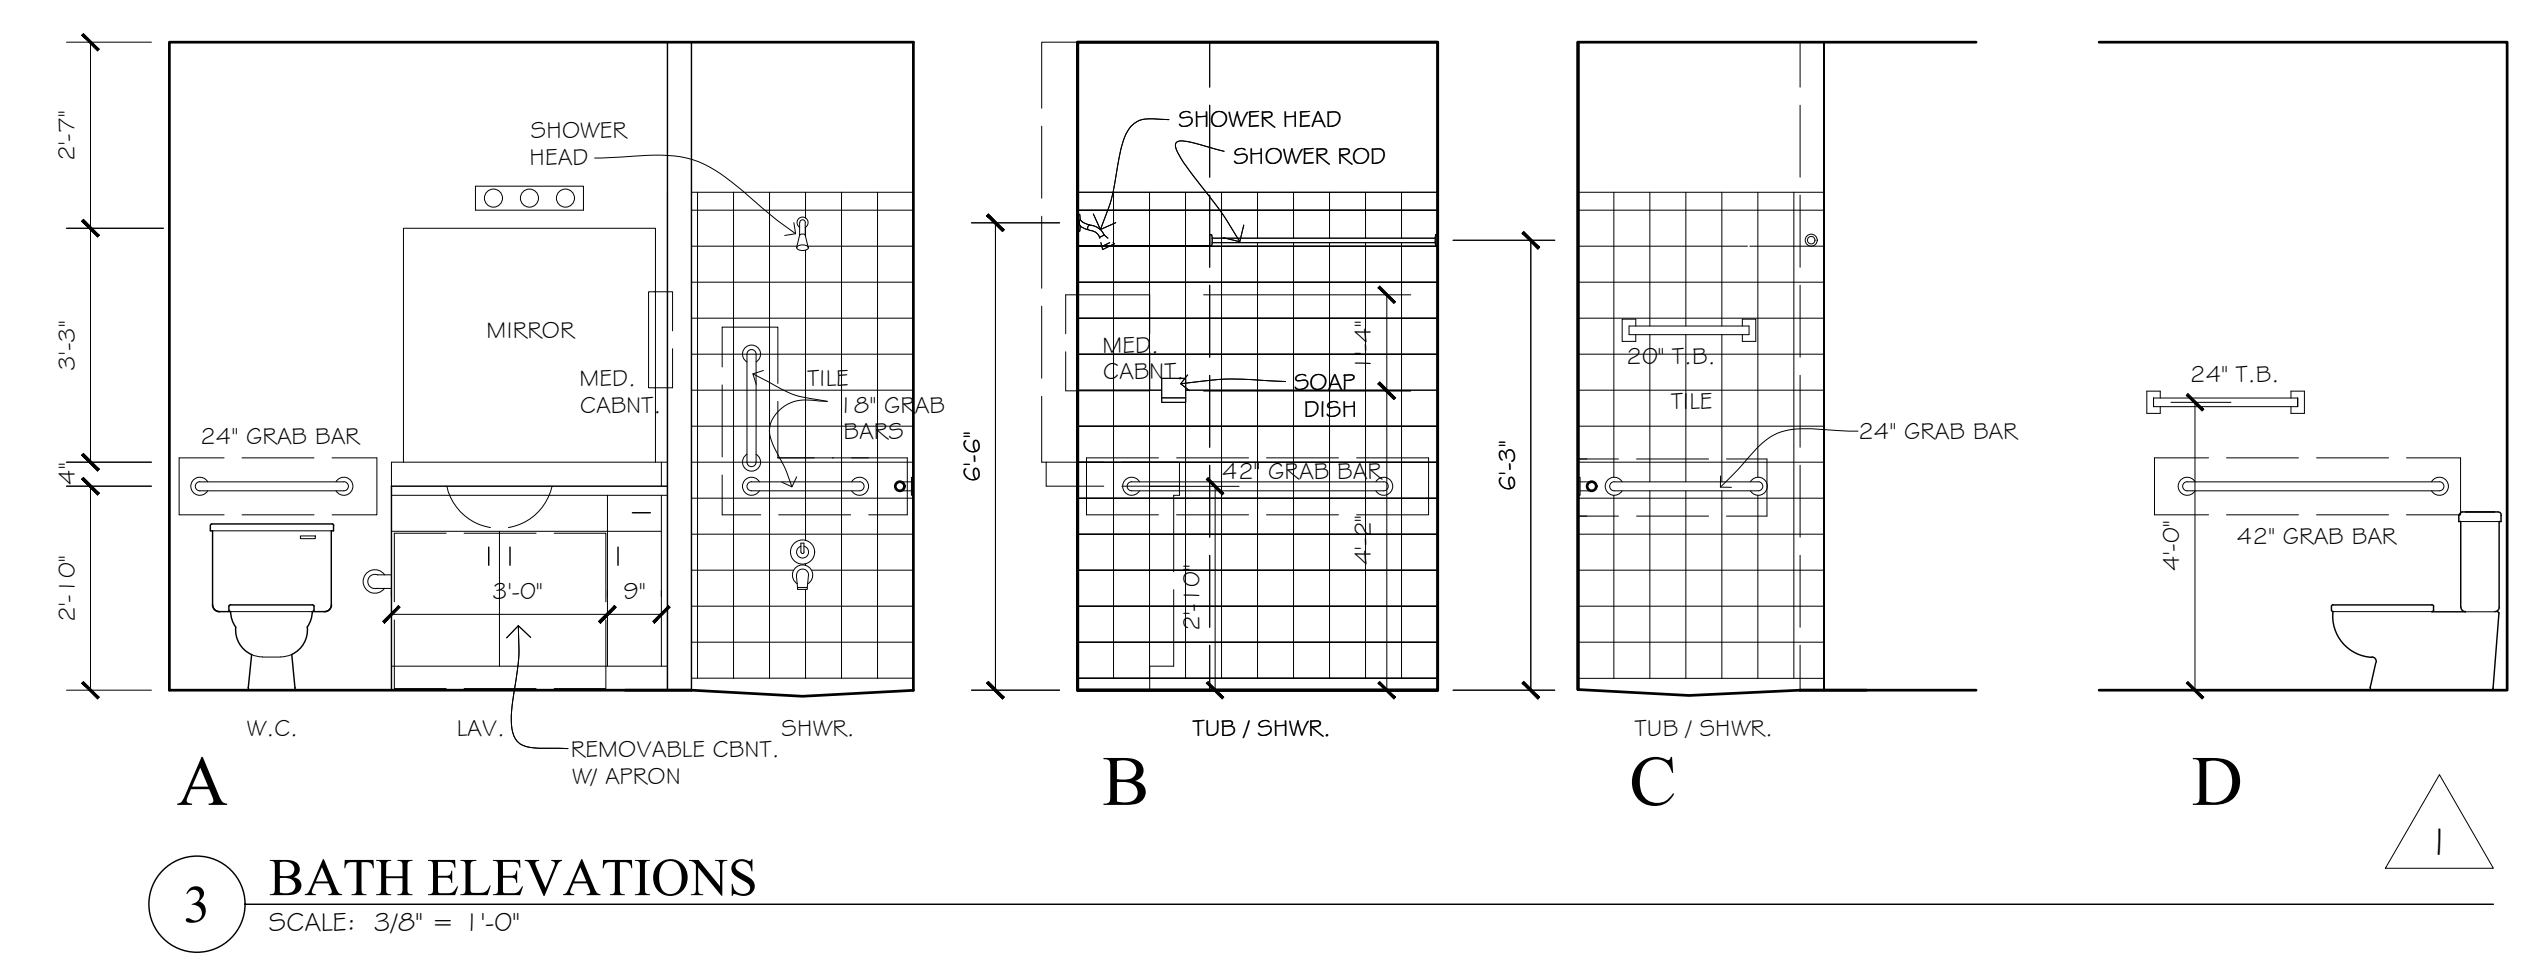 2'-7"
3'-3"
4"
2'-10"
SHOWER
HEAD
MIRROR
MED.
CABNT.
TILE
18" GRAB
BARS
24" GRAB BAR
3'-0"
9"
W.C.
LAV.
SHWR.
REMOVABLE CBNT.
W/ APRON
A
6'-6"
SHOWER HEAD
SHOWER ROD
MED.
CABNT.
1'-4"
SOAP
DISH
42" GRAB BAR
4'-2"
2'-10"
TUB / SHWR.
B
6'-3"
20" T.B.
TILE
24" GRAB BAR
TUB / SHWR.
C
24" T.B.
4'-0"
42" GRAB BAR
D
1
3
BATH ELEVATIONS
SCALE: 3/8" = 1'-0"